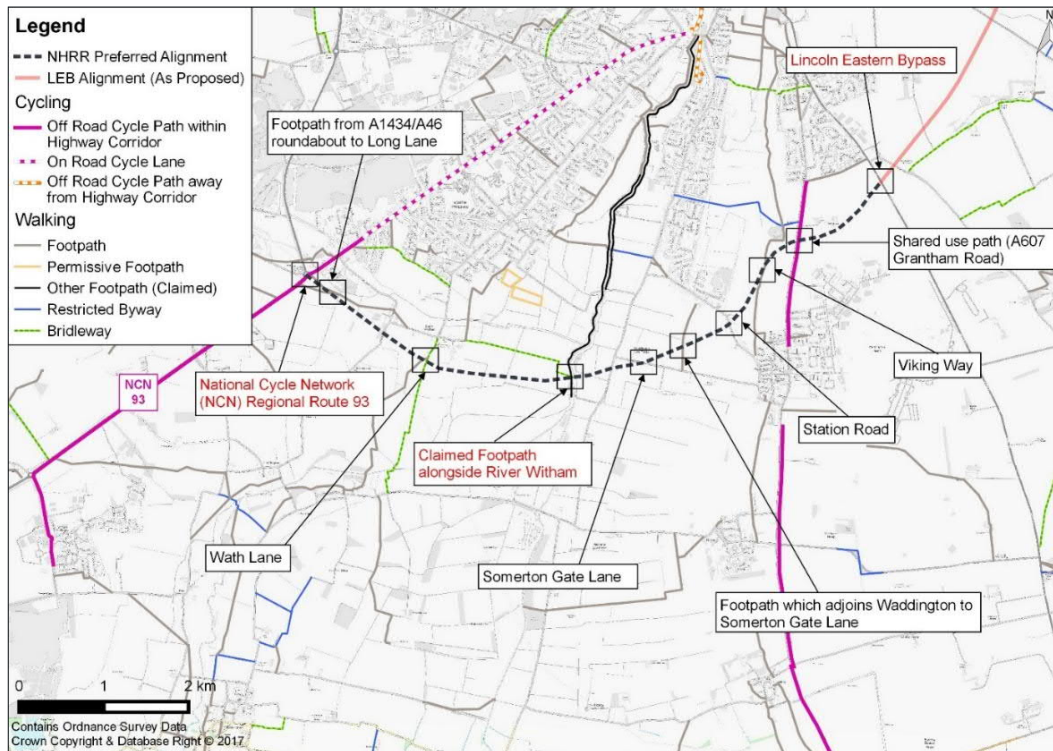 Legend
NHRR Preferred Alignment
LEB Alignment (As Proposed)
Cycling
Off Road Cycle Path within
Highway Corridor
On Road Cycle Lane
Off Road Cycle Path away
from Highway Corridor
Walking
Footpath
Permissive Footpath
Other Footpath (Claimed)
Restricted Byway
Bridleway
Footpath from A1434/A46
roundabout to Long Lane
Lincoln Eastern Bypass
N
Shared use path (A607
Grantham Road)
Viking Way
Station Road
NCN
93
National Cycle Network
(NCN) Regional Route 93
Claimed Footpath
alongside River Witham
Wath Lane
Somerton Gate Lane
Footpath which adjoins Waddington to
Somerton Gate Lane
0 1 2 km
Contains Ordnance Survey Data
Crown Copyright & Database Right © 2017